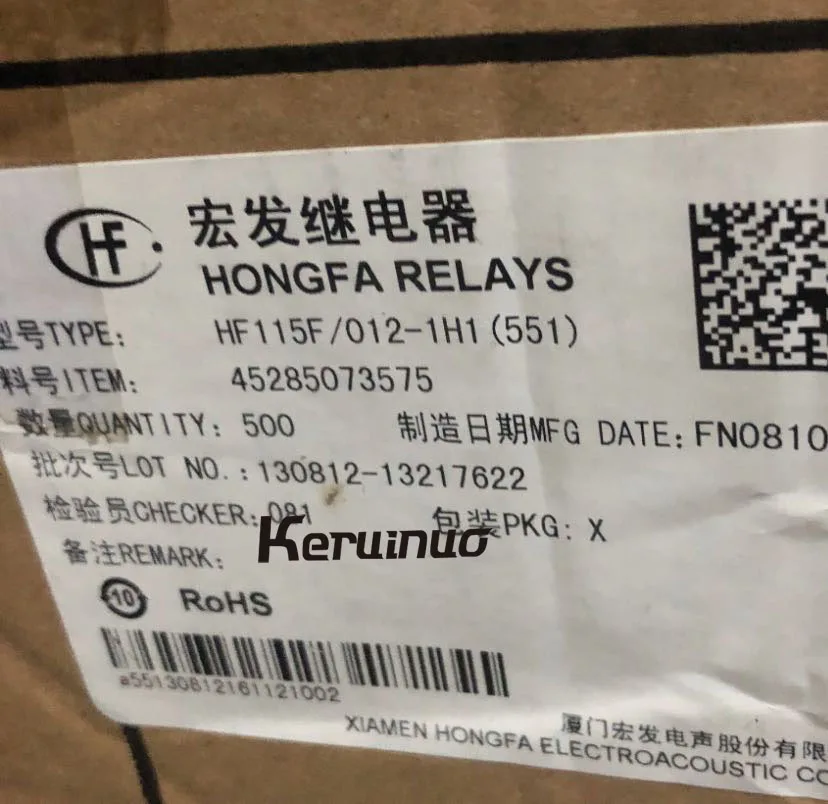 HF
宏发继电器
HONGFA RELAYS
型号TYPE: HF115F/012-1H1(551)
料号ITEM: 45285073575
数量QUANTITY: 500 制造日期MFG DATE: FN0810
批次号LOT NO.: 130812-13217622
检验员CHECKER: 081 包装PKG: X
备注REMARK:
Keruinuo
10 RoHS
a55130812161121002
厦门宏发电声股份有限
XIAMEN HONGFA ELECTROACOUSTIC CO